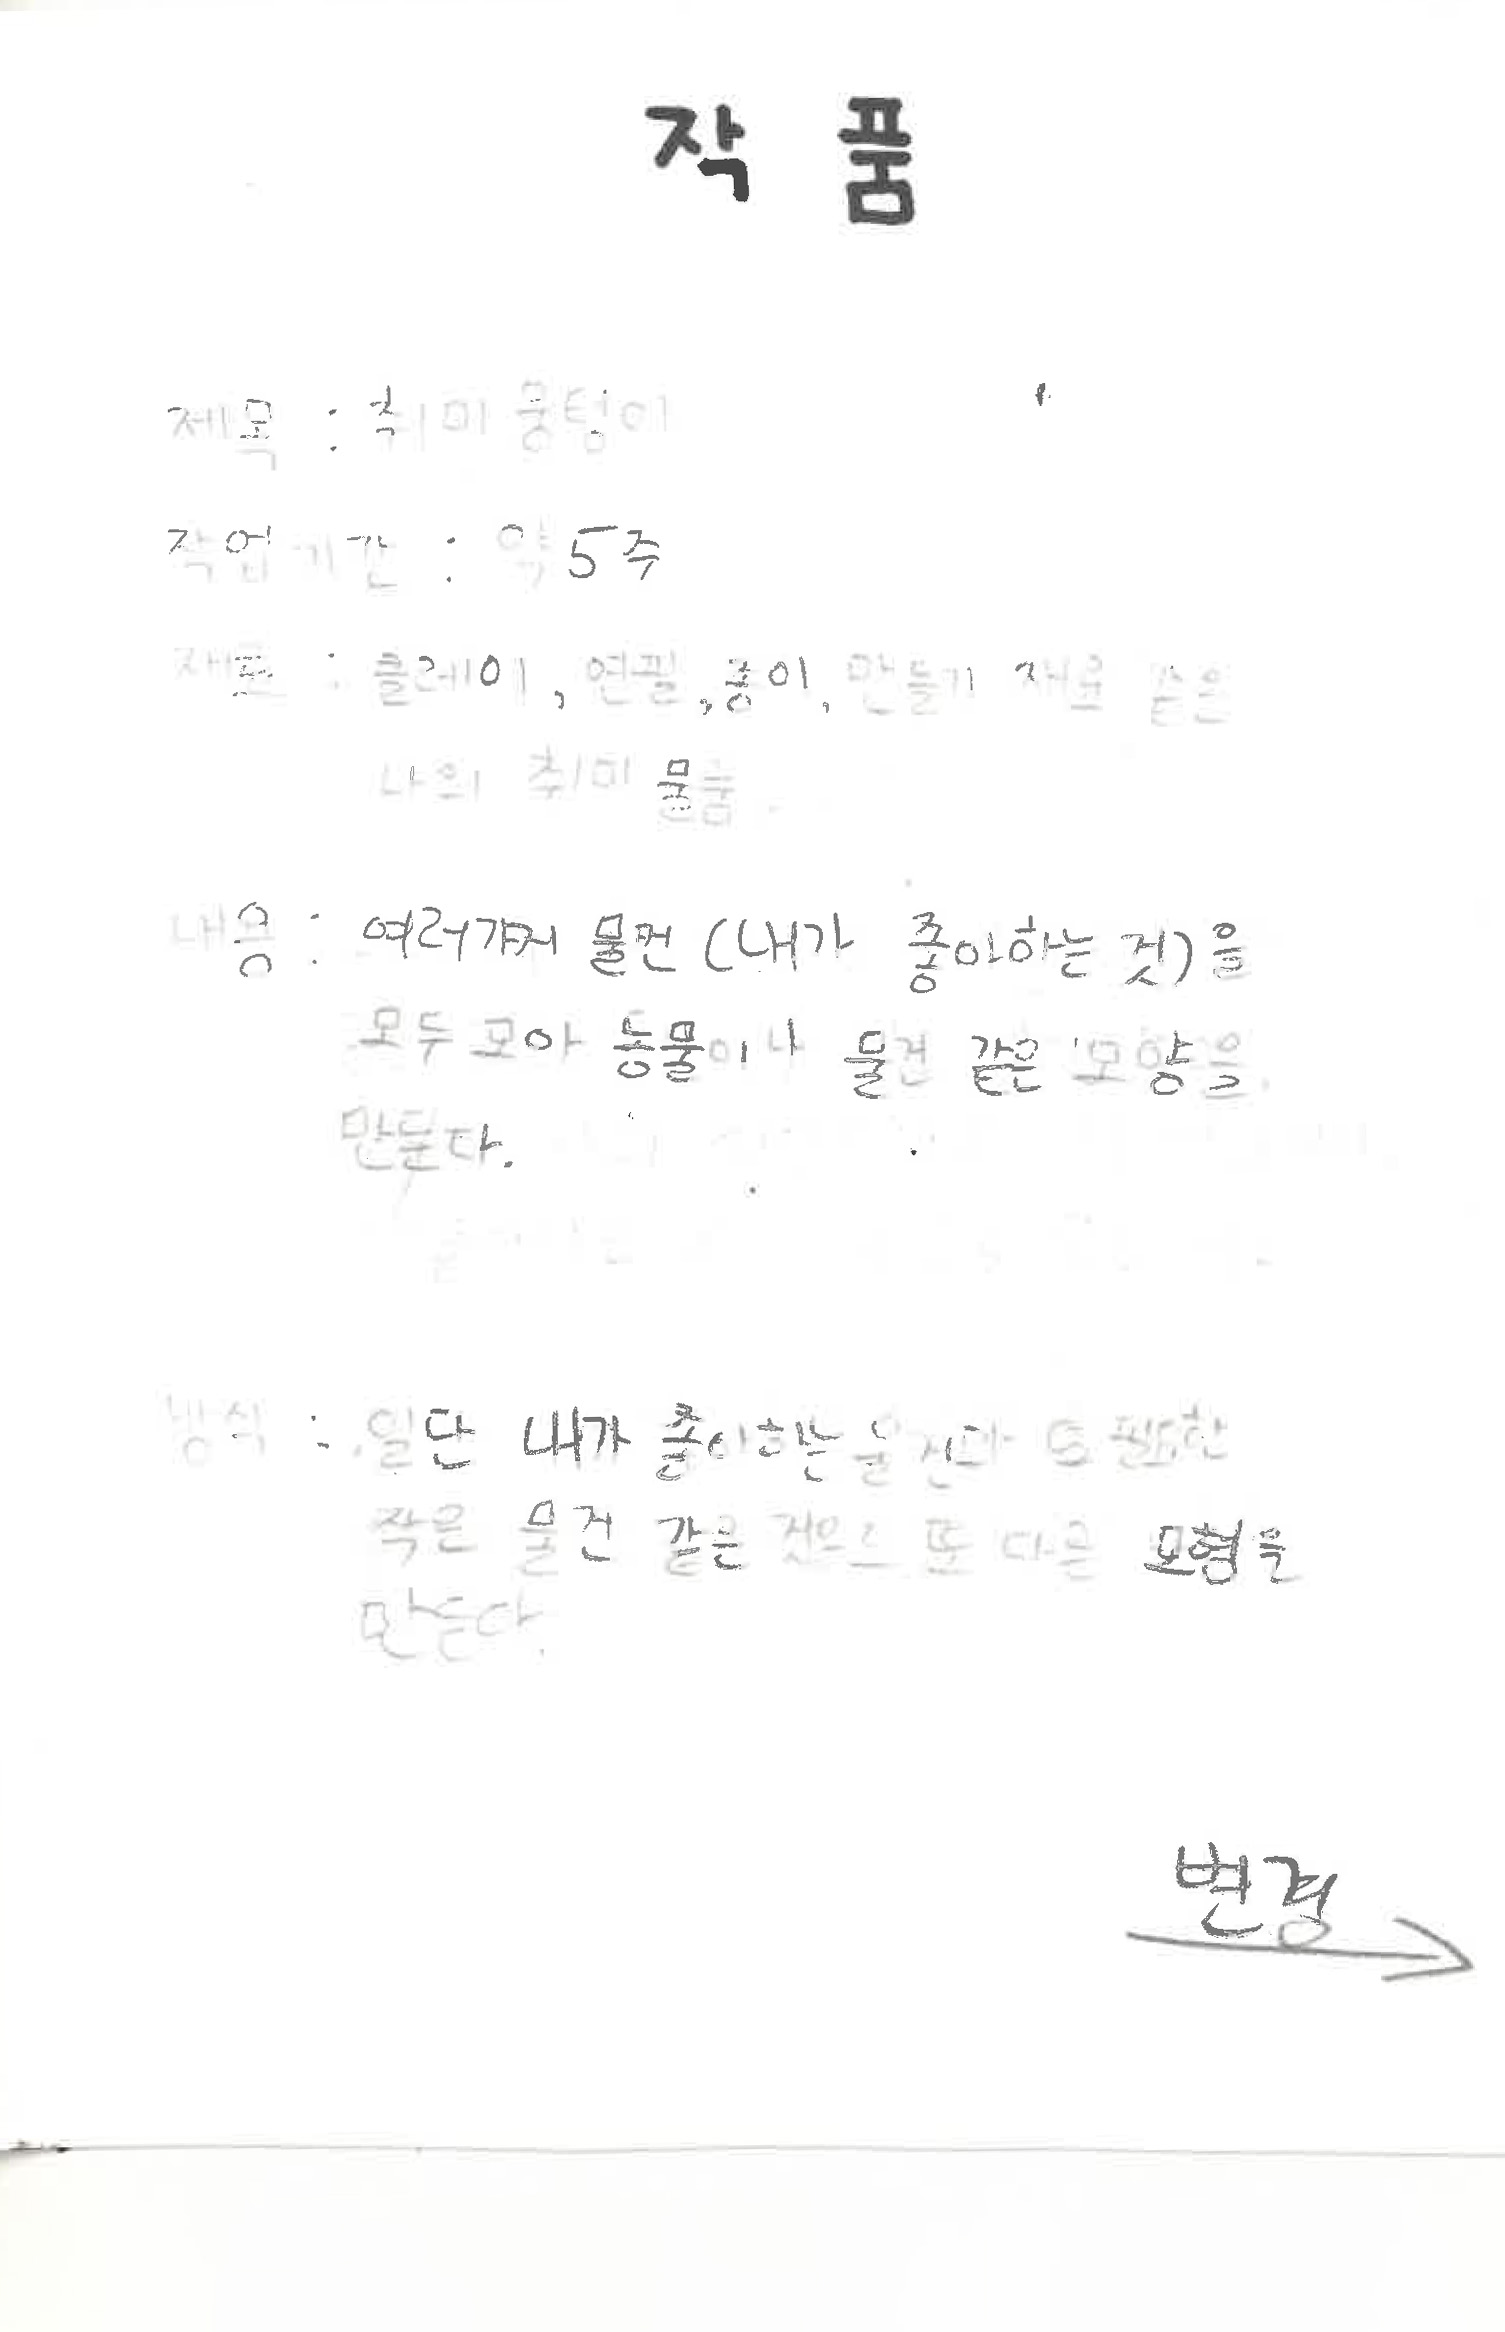 작 품
제목 : 취미 뭉텅이
작업 기간 : 약 5주
재료 : 클레이, 연필, 종이, 만들기 재료 같은
나의 취미 물품.
내용 : 여러가지 물건 (내가 좋아하는 것)을
모두 모아 동물이나 물건 같은 모양을
만든다.
방식 : 일단 내가 좋아하는 물건과 또 필요한
작은 물건 같은 것으로 또 다른 모형을
만든다.
변경